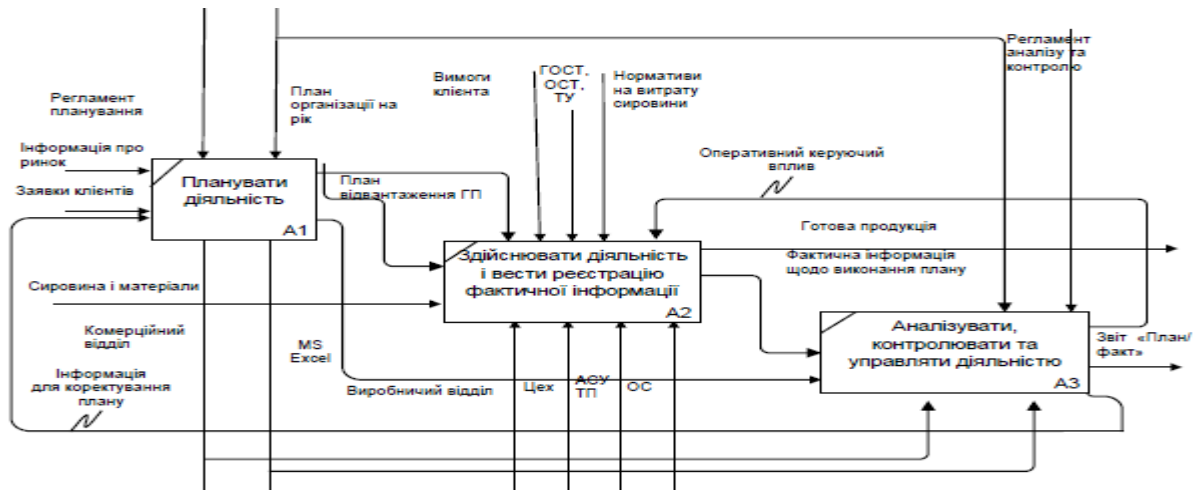 Регламент
аналізу та
контролю
Вимоги
клієнта
ГОСТ,
ОСТ,
ТУ
Нормативи
на витрату
сировини
Регламент
планування
План
організації на
рік
Інформація про
ринок
Заявки клієнтів
Планувати
діяльність
А1
План
відвантаження ГП
Оперативний керуючий
вплив
Готова продукція
Фактична інформація
щодо виконання плану
Здійснювати діяльність
і вести реєстрацію
фактичної інформації
А2
Сировина і матеріали
Комерційний
відділ
MS
Excel
Інформація
для коректування
плану
Виробничий відділ
Цех
АСУ
ТП
ОС
Аналізувати,
контролювати та
управляти діяльністю
А3
Звіт «План/
факт»